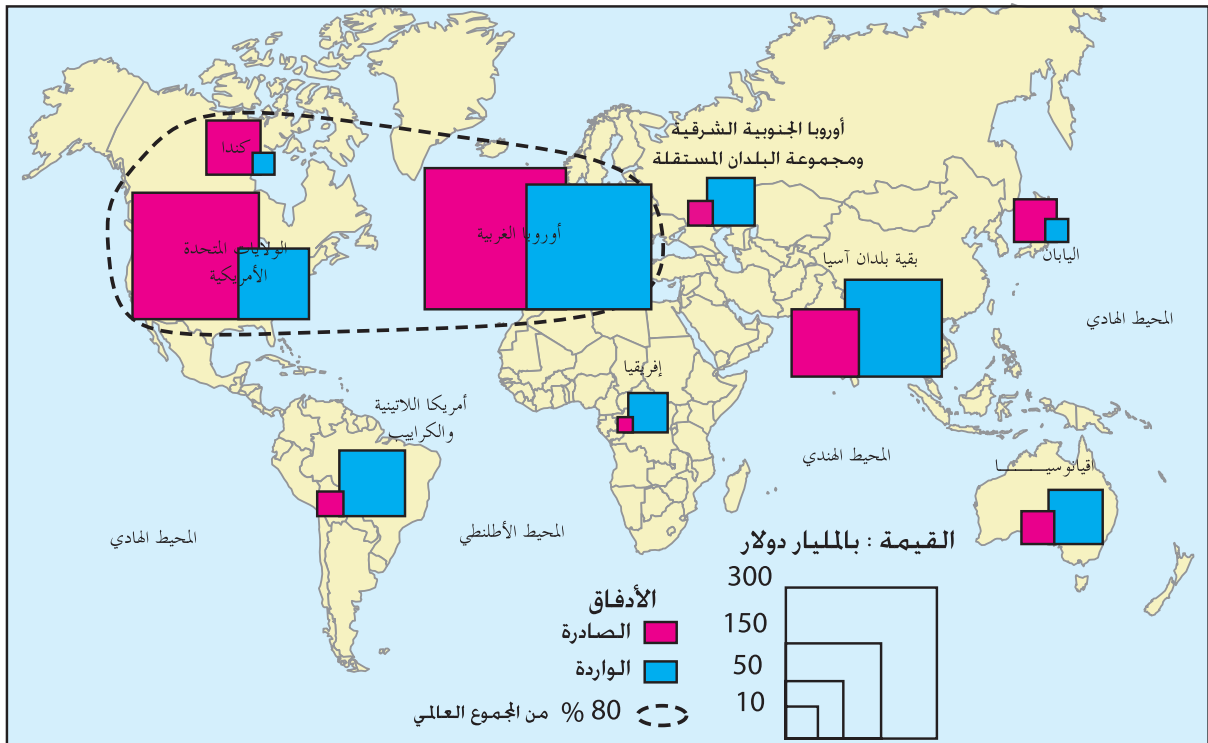 أوروبا الجنوبية الشرقية
ومجموعة البلدان المستقلة
كندا
الولايات المتحدة
الأمريكية
أوروبا الغربية
اليابان
بقية بلدان آسيا
المحيط الهادي
إفريقيا
أمريكا اللاتينية
والكراييب
المحيط الهندي
اقيانوسيـــــــا
المحيط الأطلنطي
المحيط الهادي
القيمة : بالمليار دولار
300
150
50
10
الأدفاق
الصادرة
الواردة
80 % من المجموع العالمي